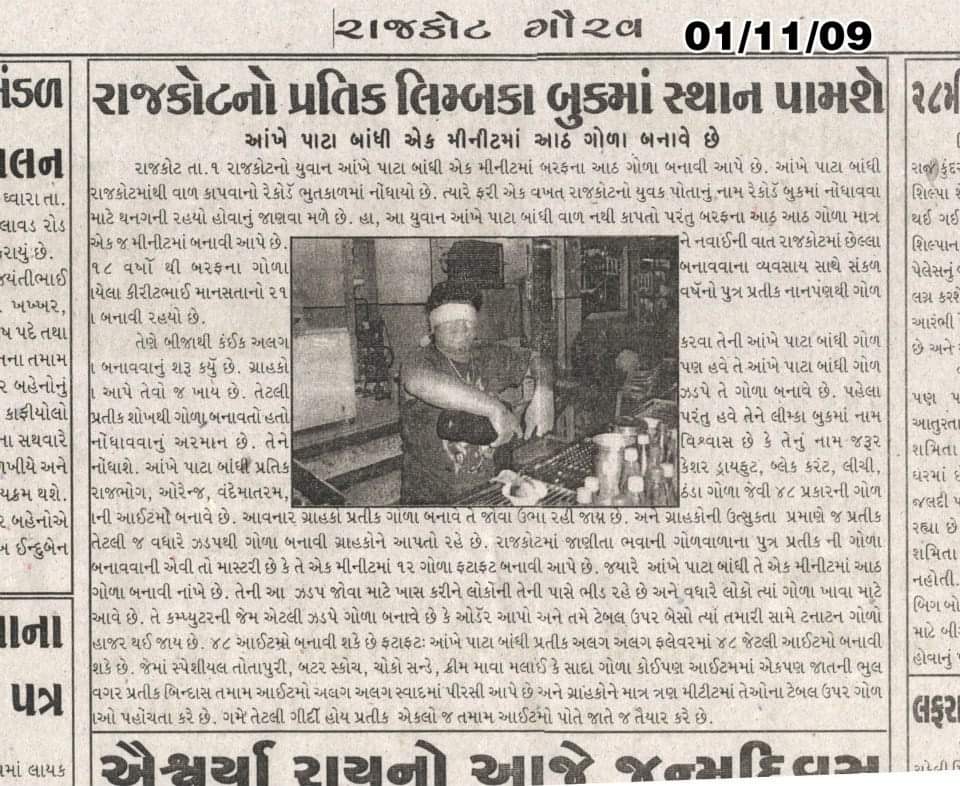 રાજકોટ ગૌરવ
01/11/09
રાજકોટનો પ્રતિક લિમ્બકા બુકમાં સ્થાન પામશે
આંખે પાટા બાંધી એક મીનીટમાં આઠ ગોળા બનાવે છે
રાજકોટ તા.૧ રાજકોટનો યુવાન આંખે પાટા બાંધી એક મીનીટમાં બરફના આઠ ગોળા બનાવી આપે છે. આંખે પાટા બાંધી
રાજકોટમાંથી વાળ કાપવાનો રેકોર્ડ ભુતકાળમાં નોંધાયો છે. ત્યારે ફરી એક વખત રાજકોટનો યુવક પોતાનું નામ રેકોર્ડ બુકમાં નોંધાવવા
માટે થનગની રહયો હોવાનું જાણવા મળે છે. હા, આ યુવાન આંખે પાટા બાંધી વાળ નથી કાપતો પરંતુ બરફના આઠ આઠ ગોળા માત્ર
એક જ મીનીટમાં બનાવી આપે છે.
ને નવાઈની વાત રાજકોટમાં છેલ્લા
૧૮ વર્ષો થી બરફના ગોળા
બનાવવાના વ્યવસાય સાથે સંકળ
ાયેલા કીરીટભાઈ માનસતાનો ૨૧
વર્ષનો પુત્ર પ્રતીક નાનપણથી ગોળ
ા બનાવી રહયો છે.
તેણે બીજાથી કંઈક અલગ
કરવા તેની આંખે પાટા બાંધી ગોળ
ા બનાવવાનું શરૂ કર્યુ છે. ગ્રાહકો
પણ હવે તે આંખે પાટા બાંધી ગોળ
ા આપે તેવો જ ખાય છે. તેટલી
ઝડપે તે ગોળા બનાવે છે. પહેલા
પ્રતીક શોખથી ગોળા બનાવતો હતો
પરંતુ હવે તેને લીમ્કા બુકમાં નામ
નોંધાવવાનું અરમાન છે. તેને
વિશ્વાસ છે કે તેનું નામ જરૂર
નોંધાશે. આંખે પાટા બાંધી પ્રતિક
કેશર ડ્રાયફ્રુટ, બ્લેક કરંટ, લીચી,
રાજભોગ, ઓરેન્જ, વંદેમાતરમ,
ઠંડા ગોળા જેવી ૪૮ પ્રકારની ગોળ
ાની આઈટમો બનાવે છે. આવનાર ગ્રાહકો પ્રતીક ગોળા બનાવે તે જોવા ઉભા રહી જાય છે. અને ગ્રાહકોની ઉત્સુકતા પ્રમાણે જ પ્રતીક
તેટલી જ વધારે ઝડપથી ગોળા બનાવી ગ્રાહકોને આપતો રહે છે. રાજકોટમાં જાણીતા ભવાની ગોળવાળાના પુત્ર પ્રતીક ની ગોળા
બનાવવાની એવી તો માસ્ટરી છે કે તે એક મીનીટમાં ૧૨ ગોળા ફટાફટ બનાવી આપે છે. જયારે આંખે પાટા બાંધી તે એક મીનીટમાં આઠ
ગોળા બનાવી નાંખે છે. તેની આ ઝડપ જોવા માટે ખાસ કરીને લોકોની તેની પાસે ભીડ રહે છે અને વધારે લોકો ત્યાં ગોળા ખાવા માટે
આવે છે. તે કમ્પ્યુટરની જેમ એટલી ઝડપે ગોળા બનાવે છે કે ઓર્ડર આપો અને તમે ટેબલ ઉપર બેસો ત્યાં તમારી સામે ટનાટન ગોળો
હાજર થઈ જાય છે. ૪૮ આઈટમો બનાવી શકે છે ફટાફટ: આંખે પાટા બાંધી પ્રતીક અલગ અલગ ફલેવરમાં ૪૮ જેટલી આઈટમો બનાવી
શકે છે. જેમાં સ્પેશીયલ તોતાપુરી, બટર સ્કોચ, ચોકો સન્ડે, ક્રીમ માવા મલાઈ કે સાદા ગોળા કોઈપણ આઈટમમાં એકપણ જાતની ભુલ
વગર પ્રતીક બિન્દાસ તમામ આઈટમો અલગ અલગ સ્વાદમાં પીરસી આપે છે અને ગ્રાહકોને માત્ર ત્રણ મીટીટમાં તેઓના ટેબલ ઉપર ગોળ
ાઓ પહોંચતા કરે છે. ગમે તેટલી ગીર્દી હોય પ્રતીક એકલો જ તમામ આઈટમો પોતે જાતે જ તૈયાર કરે છે.
ઐશ્વર્યા રાયનો આજે જન્મદિવસ
ધ્વારા તા.
લાવડ રોડ
જયંતીભાઈ
ખખ્ખર,
ષ પદે તથા
તમામ
બહેનોનું
કાફીયોલો
સથવારે
અને
થશે.
બહેનોએ
ઈન્દુબેન
પત્ર
લાયક
શિલ્પા
થઈ ગઈ
શિલ્પાન
પેલેસનું
લગ્ન કરશે
આરંભી
છે અને
પણ
આતુરતા
શમિતા
ઘરમાં
જલદી
રહ્યા છે
શમિતા
નહોતી.
બિગ બો
માટે
હોવાનું